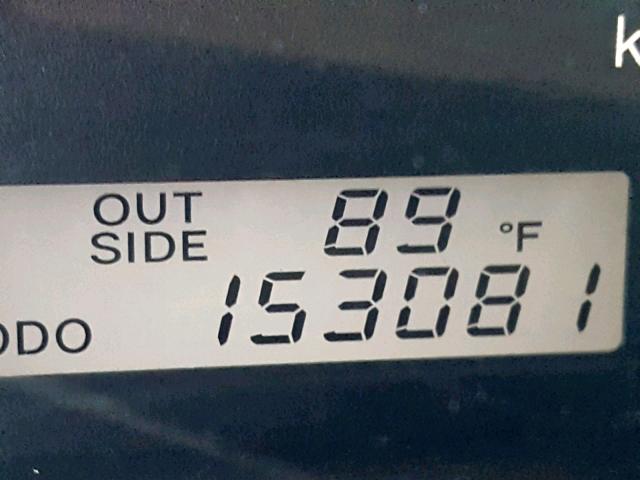 k
OUT 89 °F
SIDE
ODO 153081